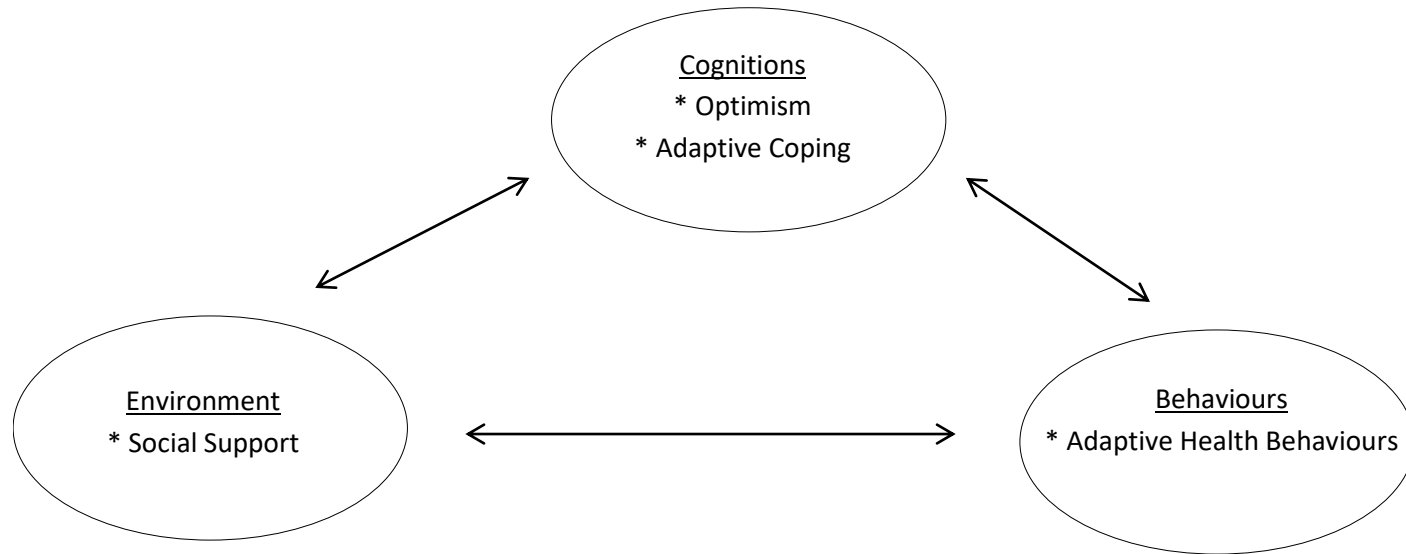 Cognitions
* Optimism
* Adaptive Coping
Environment
* Social Support
Behaviours
* Adaptive Health Behaviours